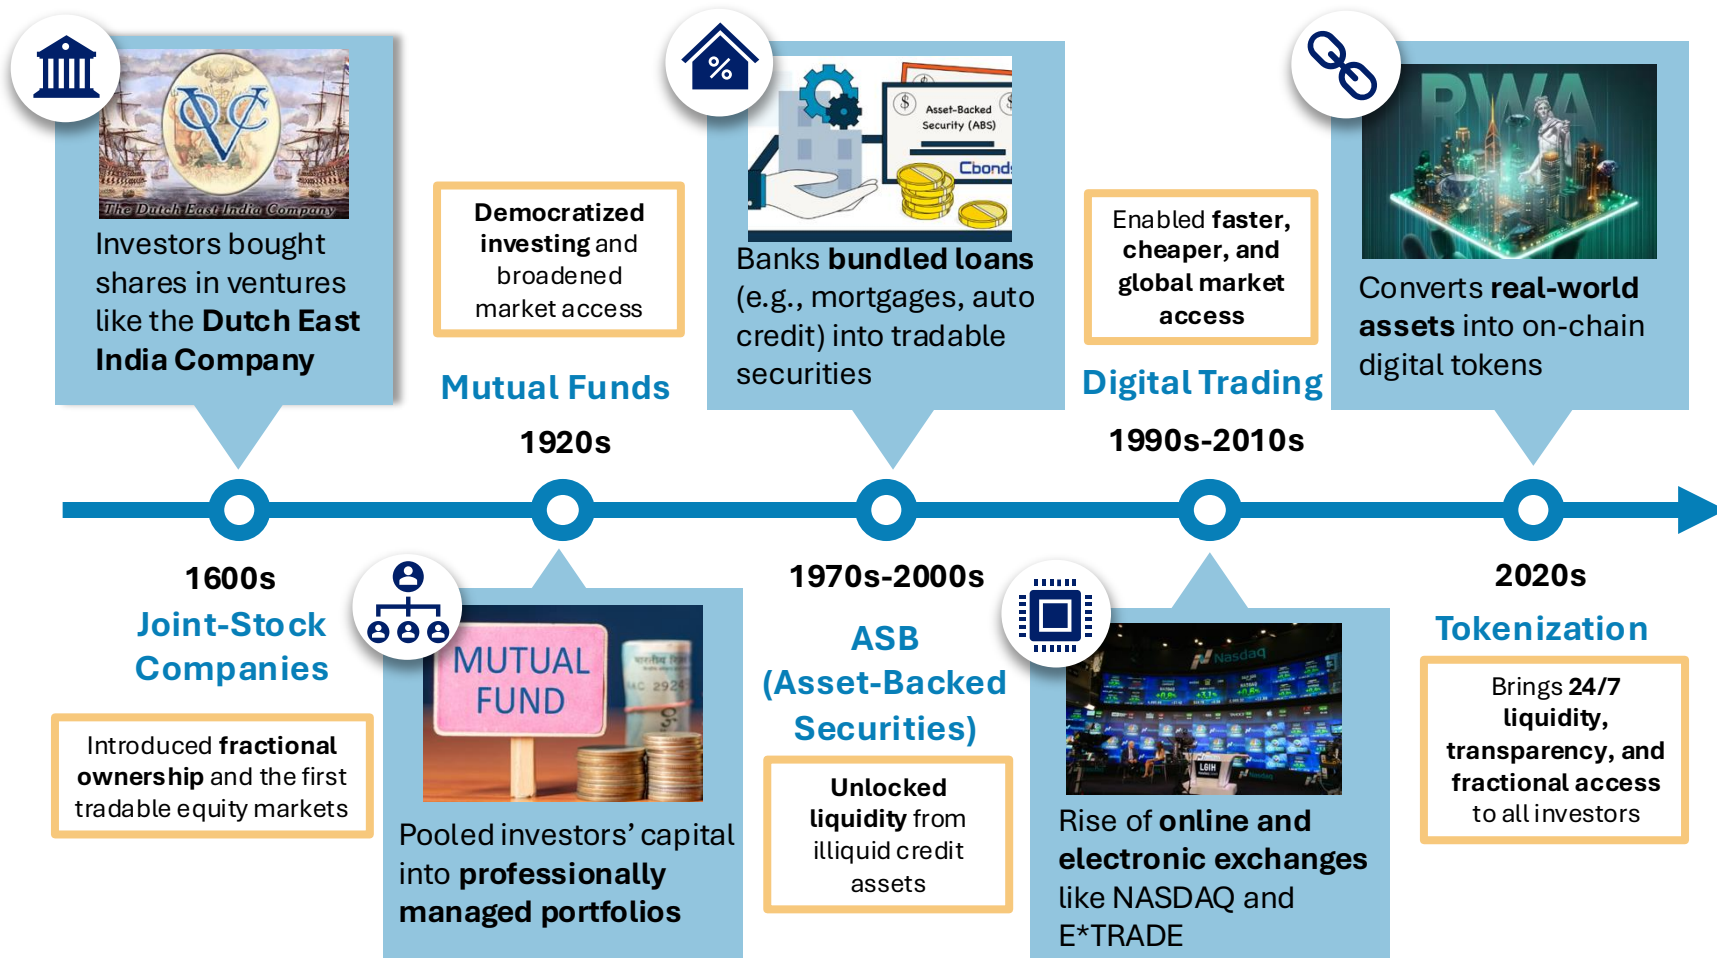 VOC
The Dutch East India Company
Investors bought
shares in ventures
like the Dutch East
India Company
1600s
Joint-Stock
Companies
Introduced fractional
ownership and the first
tradable equity markets
Democratized
investing and
broadened
market access
Mutual Funds
1920s
MUTUAL
FUND
Pooled investors’ capital
into professionally
managed portfolios
%
$
$
Asset-Backed
Security (ABS)
Cbonds
Banks bundled loans
(e.g., mortgages, auto
credit) into tradable
securities
1970s-2000s
ASB
(Asset-Backed
Securities)
Unlocked
liquidity from
illiquid credit
assets
Enabled faster,
cheaper, and
global market
access
Digital Trading
1990s-2010s
Nasdaq
LGIH
Rise of online and
electronic exchanges
like NASDAQ and
E*TRADE
RWA
Converts real-world
assets into on-chain
digital tokens
2020s
Tokenization
Brings 24/7
liquidity,
transparency, and
fractional access
to all investors